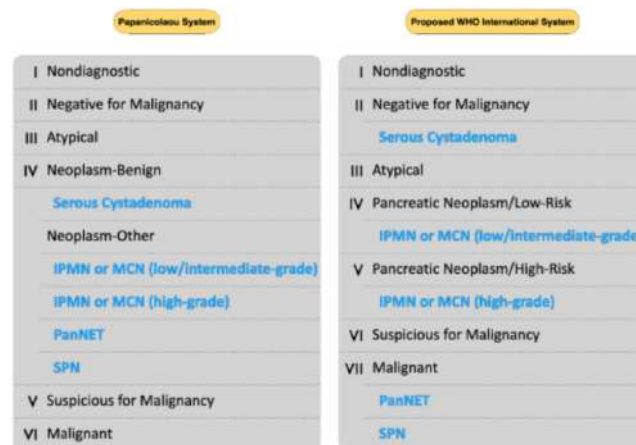 Papanicolaou System
I Nondiagnostic
II Negative for Malignancy
III Atypical
IV Neoplasm-Benign
Serous Cystadenoma
Neoplasm-Other
IPMN or MCN (low/intermediate-grade)
IPMN or MCN (high-grade)
PanNET
SPN
V Suspicious for Malignancy
VI Malignant
Proposed WHO International System
I Nondiagnostic
II Negative for Malignancy
Serous Cystadenoma
III Atypical
IV Pancreatic Neoplasm/Low-Risk
IPMN or MCN (low/intermediate-grade
V Pancreatic Neoplasm/High-Risk
IPMN or MCN (high-grade)
VI Suspicious for Malignancy
VII Malignant
PanNET
SPN